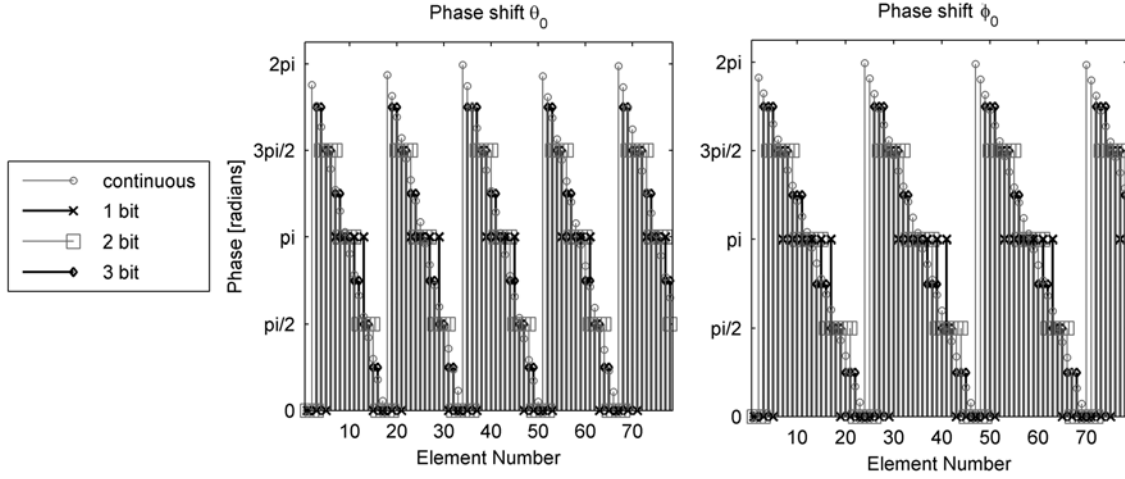 continuous
1 bit
2 bit
3 bit
Phase shift θ₀
2pi
3pi/2
pi
pi/2
0
Phase [radians]
10 20 30 40 50 60 70
Element Number
Phase shift ϕ₀
2pi
3pi/2
pi
pi/2
0
10 20 30 40 50 60 70
Element Number